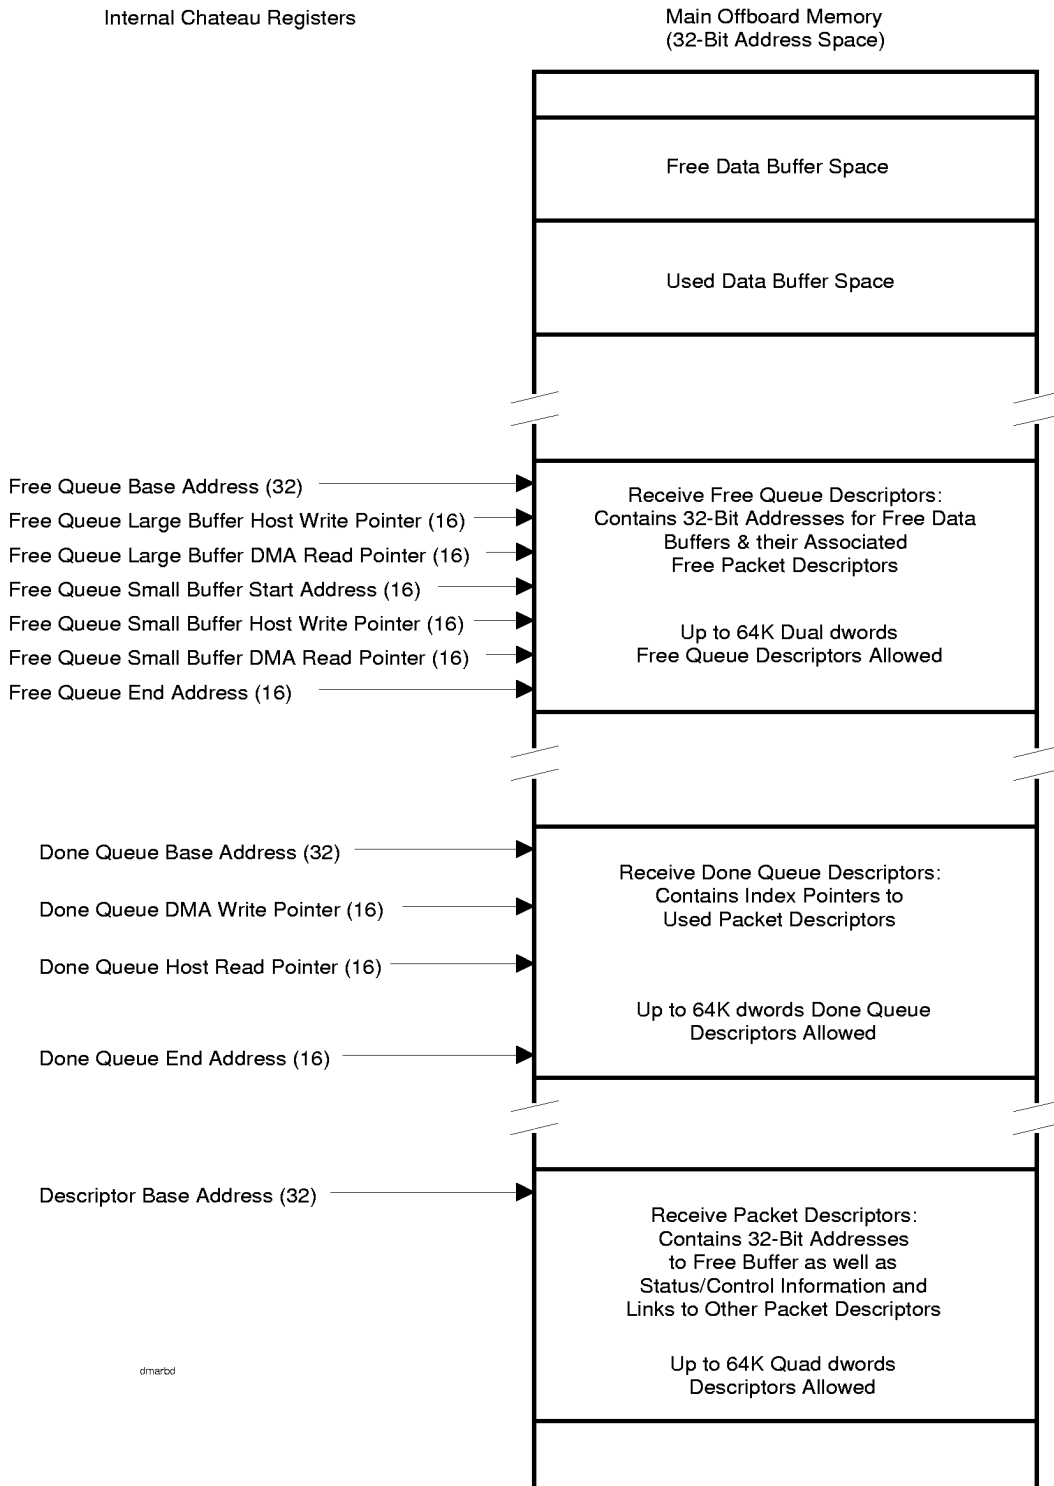 Internal Chateau Registers
Main Offboard Memory
(32-Bit Address Space)
Free Data Buffer Space
Used Data Buffer Space
Free Queue Base Address (32)
Free Queue Large Buffer Host Write Pointer (16)
Free Queue Large Buffer DMA Read Pointer (16)
Free Queue Small Buffer Start Address (16)
Free Queue Small Buffer Host Write Pointer (16)
Free Queue Small Buffer DMA Read Pointer (16)
Free Queue End Address (16)
Receive Free Queue Descriptors:
Contains 32-Bit Addresses for Free Data
Buffers & their Associated
Free Packet Descriptors
Up to 64K Dual dwords
Free Queue Descriptors Allowed
Done Queue Base Address (32)
Done Queue DMA Write Pointer (16)
Done Queue Host Read Pointer (16)
Done Queue End Address (16)
Receive Done Queue Descriptors:
Contains Index Pointers to
Used Packet Descriptors
Up to 64K dwords Done Queue
Descriptors Allowed
Descriptor Base Address (32)
Receive Packet Descriptors:
Contains 32-Bit Addresses
to Free Buffer as well as
Status/Control Information and
Links to Other Packet Descriptors
Up to 64K Quad dwords
Descriptors Allowed
dmarbd